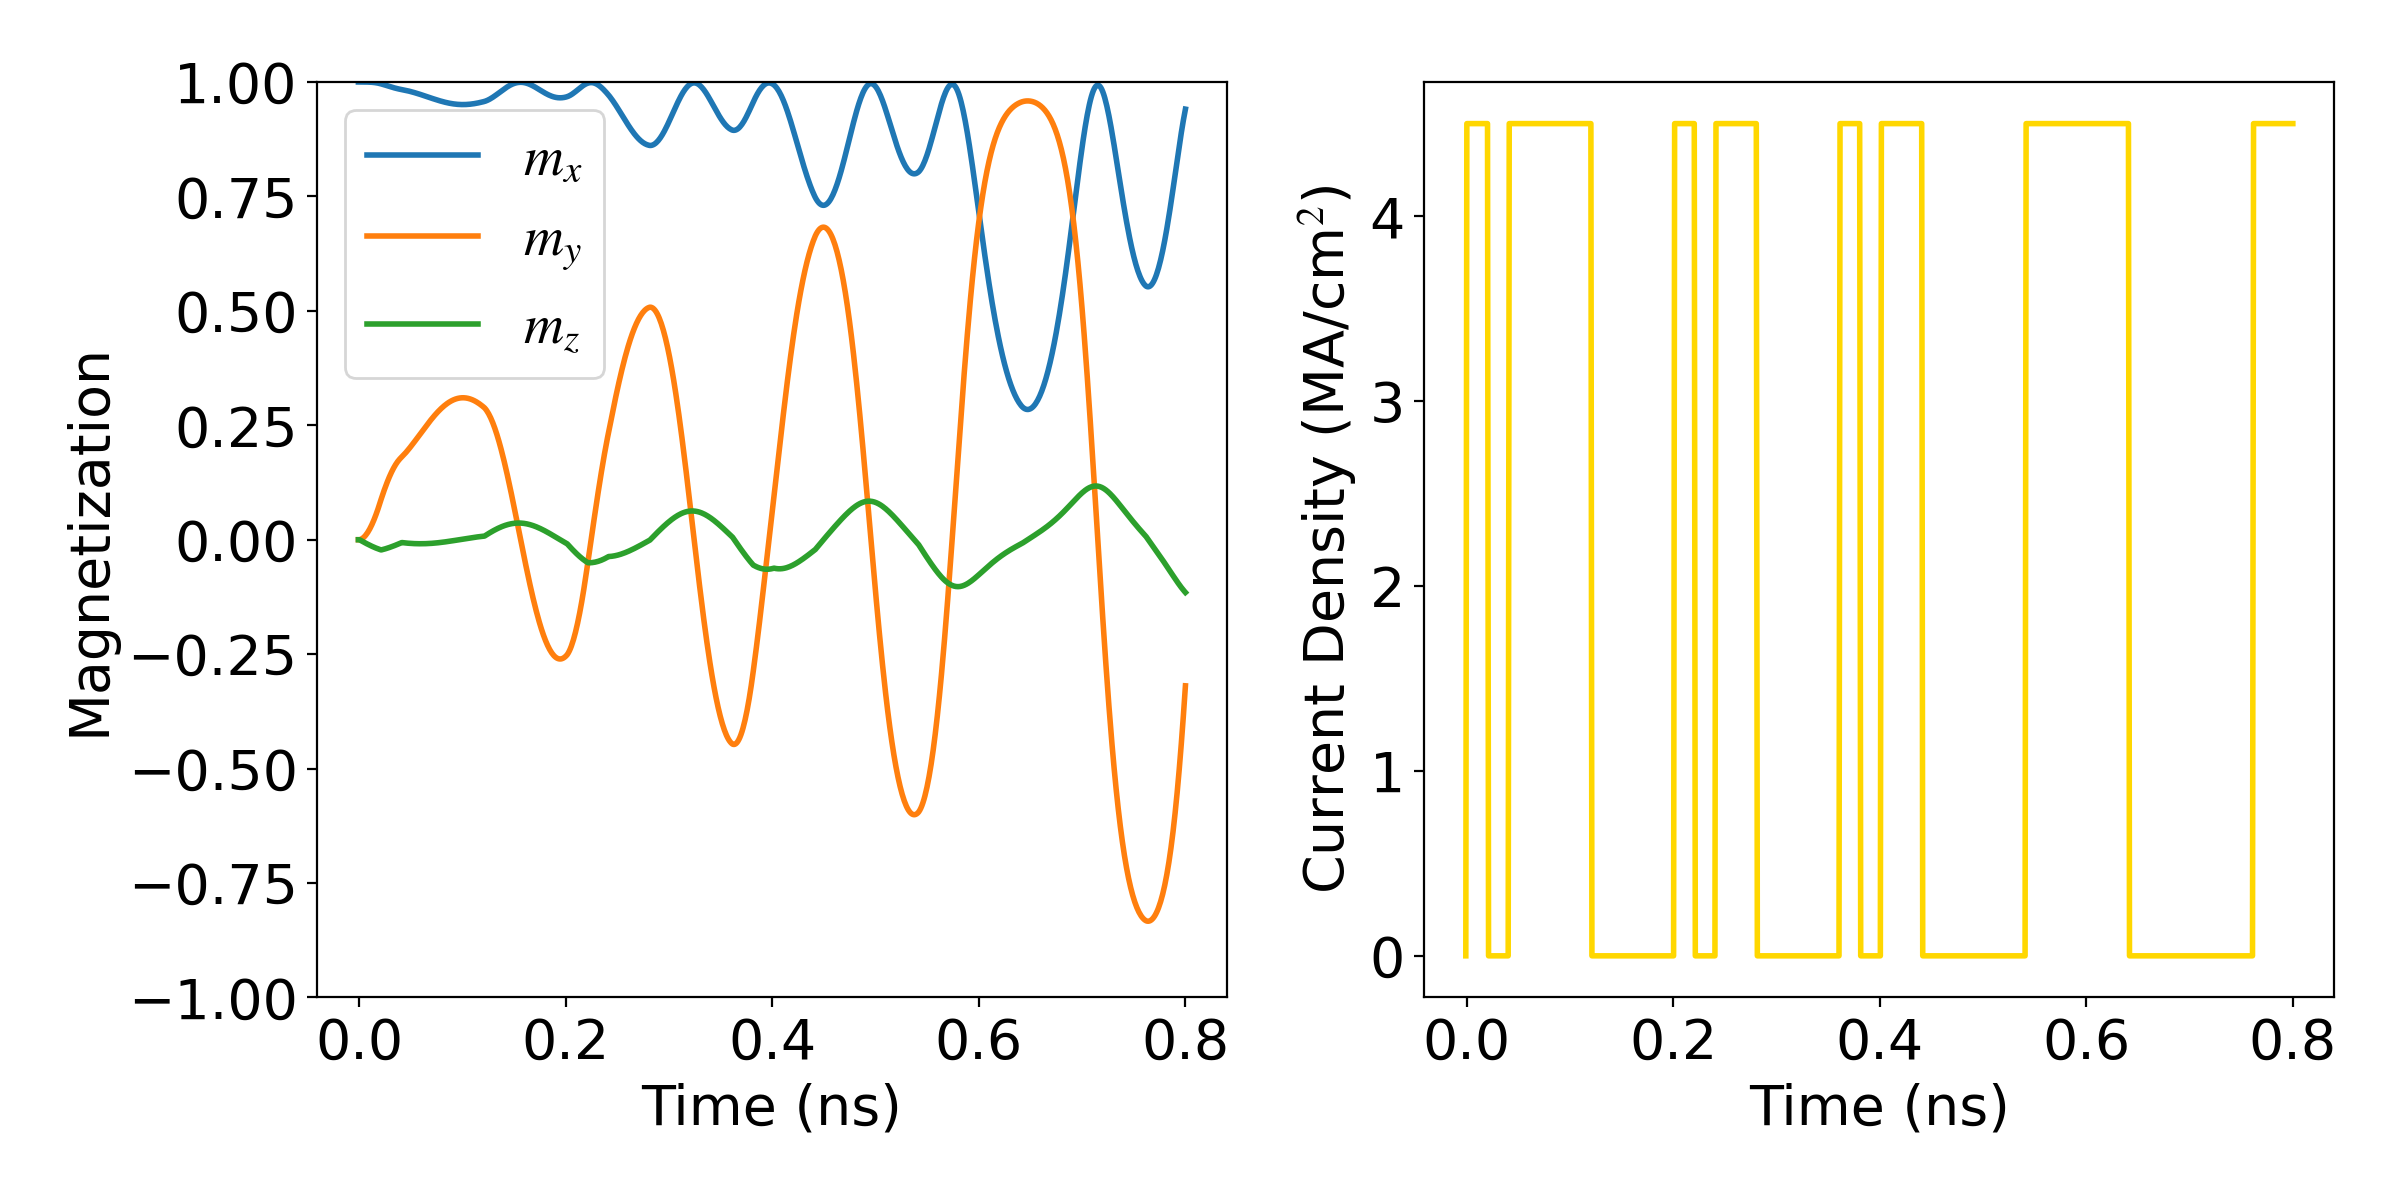 1.00
0.75
0.50
0.25
0.00
−0.25
−0.50
−0.75
−1.00
Magnetization
m_x
m_y
m_z
0.0 0.2 0.4 0.6 0.8
Time (ns)
4
3
2
1
0
Current Density (MA/cm²)
0.0 0.2 0.4 0.6 0.8
Time (ns)